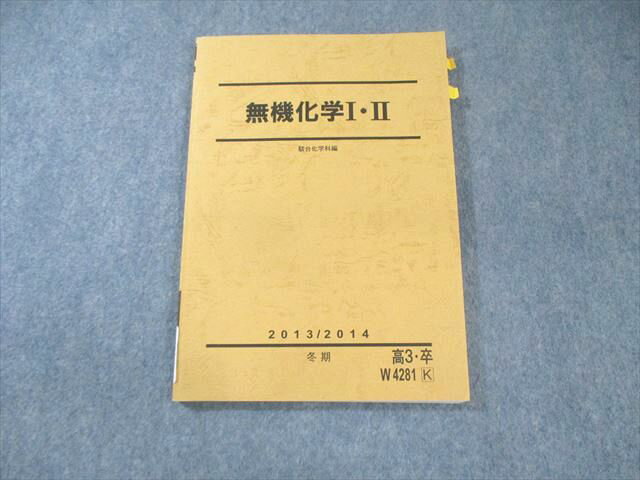 無機化学Ⅰ・Ⅱ
駿台化学科編
2013/2014
冬期
高3・卒
W4281 K